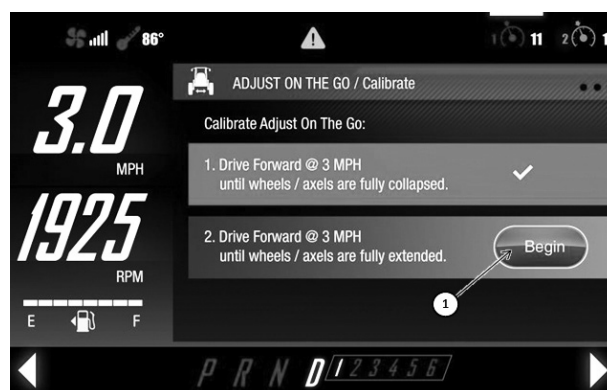 86°
1 11 2 1
ADJUST ON THE GO / Calibrate
3.0
MPH
Calibrate Adjust On The Go:
1. Drive Forward @ 3 MPH
until wheels / axels are fully collapsed.
1925
RPM
2. Drive Forward @ 3 MPH
until wheels / axels are fully extended.
Begin
1
E F
P R N D 1 2 3 4 5 6